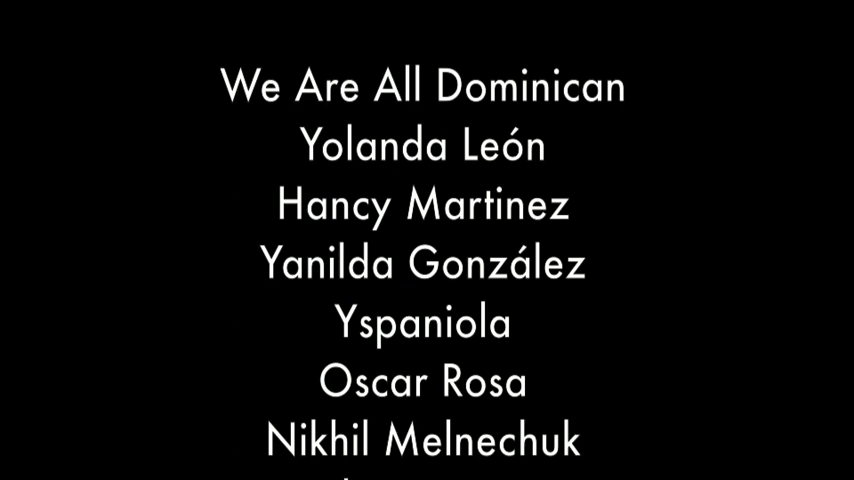 We Are All Dominican
Yolanda León
Hancy Martinez
Yanilda González
Yspaniola
Oscar Rosa
Nikhil Melnechuk